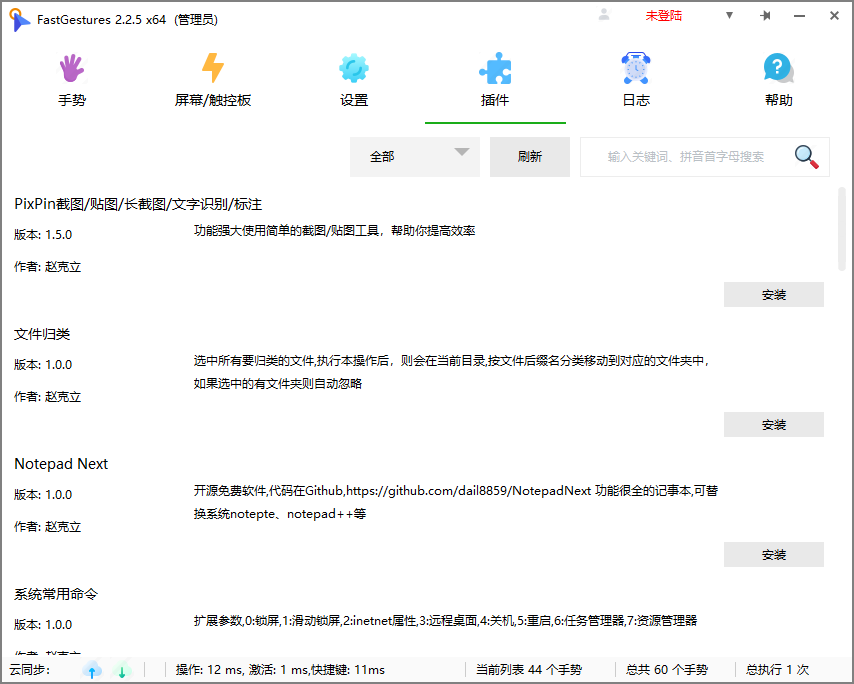 FastGestures 2.2.5 x64 (管理员)
未登陆
手势
屏幕/触控板
设置
插件
日志
帮助
全部
刷新
输入关键词、拼音首字母搜索
PixPin截图/贴图/长截图/文字识别/标注
版本: 1.5.0
功能强大使用简单的截图/贴图工具，帮助你提高效率
作者: 赵克立
安装
文件归类
版本: 1.0.0
选中所有要归类的文件,执行本操作后，则会在当前目录,按文件后缀名分类移动到对应的文件夹中，
如果选中的有文件夹则自动忽略
作者: 赵克立
安装
Notepad Next
版本: 1.0.0
开源免费软件,代码在Github,https://github.com/dail8859/NotepadNext 功能很全的记事本,可替
换系统notepte、notepad++等
作者: 赵克立
安装
系统常用命令
版本: 1.0.0
扩展参数,0:锁屏,1:滑动锁屏,2:inetnet属性,3:远程桌面,4:关机,5:重启,6:任务管理器,7:资源管理器
作者: 赵克立
云同步:
操作: 12 ms, 激活: 1 ms,快捷键: 11ms
当前列表 44 个手势
总共 60 个手势
总执行 1 次